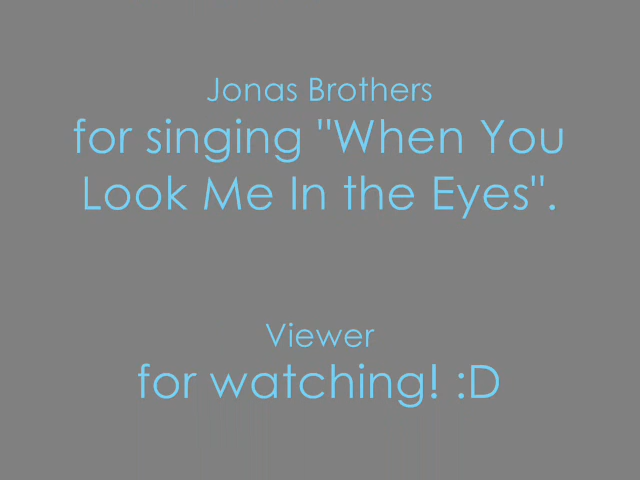 Jonas Brothers
for singing "When You
Look Me In the Eyes".
Viewer
for watching! :D